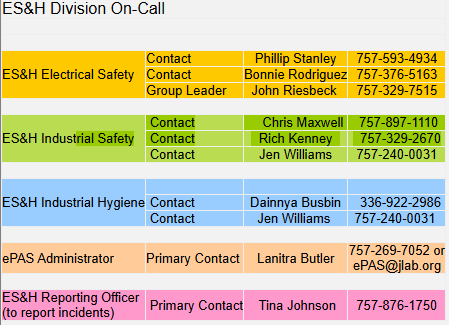 ES&H Division On-Call
Contact Phillip Stanley 757-593-4934
ES&H Electrical Safety Contact Bonnie Rodriguez 757-376-5163
Group Leader John Riesbeck 757-329-7515
Contact Chris Maxwell 757-897-1110
ES&H Industrial Safety Contact Rich Kenney 757-329-2670
Contact Jen Williams 757-240-0031
ES&H Industrial Hygiene Contact Dainnya Busbin 336-922-2986
Contact Jen Williams 757-240-0031
757-269-7052 or
ePAS Administrator Primary Contact Lanitra Butler
ePAS@jlab.org
ES&H Reporting Officer
(to report incidents) Primary Contact Tina Johnson 757-876-1750